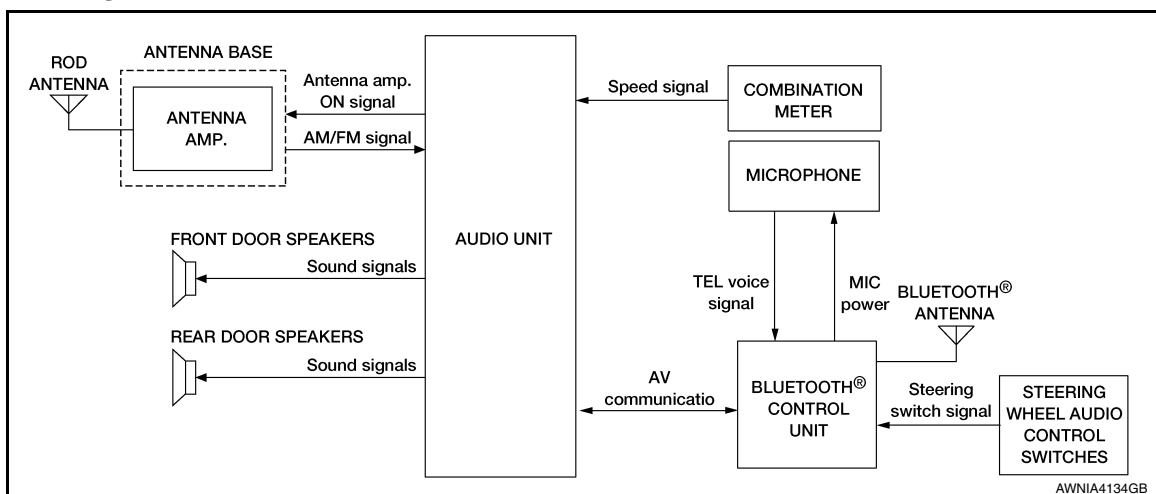 ROD
ANTENNA
ANTENNA BASE
ANTENNA
AMP.
Antenna amp.
ON signal
AM/FM signal
FRONT DOOR SPEAKERS
Sound signals
REAR DOOR SPEAKERS
Sound signals
AUDIO UNIT
Speed signal
COMBINATION
METER
MICROPHONE
TEL voice
signal
MIC
power
BLUETOOTH®
ANTENNA
AV
communicatio
BLUETOOTH®
CONTROL
UNIT
Steering
switch signal
STEERING
WHEEL AUDIO
CONTROL
SWITCHES
AWNIA4134GB